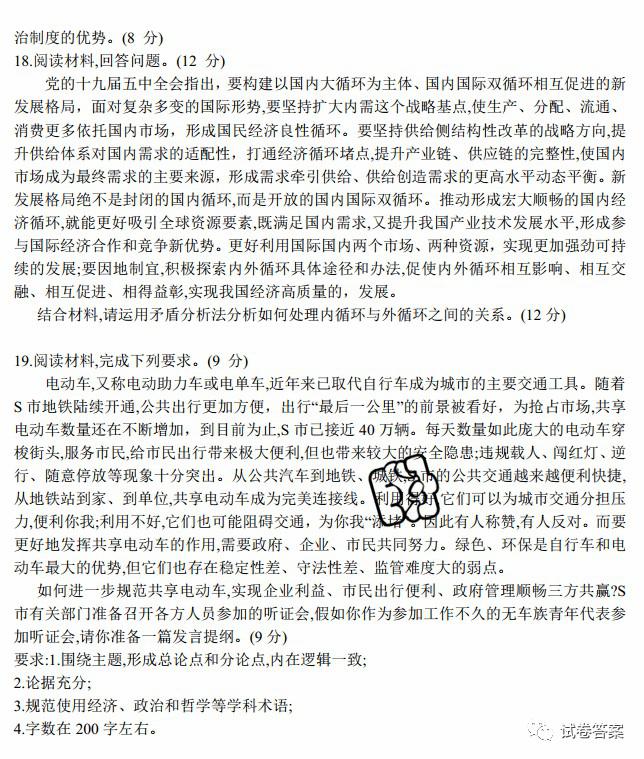 治制度的优势。(8 分)
18.阅读材料,回答问题。(12 分)
党的十九届五中全会指出,要构建以国内大循环为主体、国内国际双循环相互促进的新
发展格局，面对复杂多变的国际形势,要坚持扩大内需这个战略基点,使生产、分配、流通、
消费更多依托国内市场，形成国民经济良性循环。要坚持供给侧结构性改革的战略方向,提
升供给体系对国内需求的适配性，打通经济循环堵点,提升产业链、供应链的完整性,使国内
市场成为最终需求的主要来源，形成需求牵引供给、供给创造需求的更高水平动态平衡。新
发展格局绝不是封闭的国内循环,而是开放的国内国际双循环。推动形成宏大顺畅的国内经
济循环,就能更好吸引全球资源要素,既满足国内需求,又提升我国产业技术发展水平,形成参
与国际经济合作和竞争新优势。更好利用国际国内两个市场、两种资源，实现更加强劲可持
续的发展;要因地制宜,积极探索内外循环具体途径和办法,促使内外循环相互影响、相互交
融、相互促进、相得益彰,实现我国经济高质量的，发展。
结合材料,请运用矛盾分析法分析如何处理内循环与外循环之间的关系。(12 分)
19.阅读材料,完成下列要求。(9 分)
电动车,又称电动助力车或电单车,近年来已取代自行车成为城市的主要交通工具。随着
S 市地铁陆续开通,公共出行更加方便，出行“最后一公里”的前景被看好，为抢占市场,共享
电动车数量还在不断增加，到目前为止,S 市已接近 40 万辆。每天数量如此庞大的电动车穿
梭街头,服务市民,给市民出行带来极大便利,但也带来较大的安全隐患;违规载人、闯红灯、逆
行、随意停放等现象十分突出。从公共汽车到地铁、城铁,S 市的公共交通越来越便利快捷,
从地铁站到家、到单位,共享电动车成为完美连接线。利用得好,它们可以为城市交通分担压
力,便利你我;利用不好,它们也可能阻碍交通，为你我“添堵”。因此有人称赞,有人反对。而要
更好地发挥共享电动车的作用,需要政府、企业、市民共同努力。绿色、环保是自行车和电
动车最大的优势,但它们也存在稳定性差、守法性差、监管难度大的弱点。
如何进一步规范共享电动车,实现企业利益、市民出行便利、政府管理顺畅三方共赢?S
市有关部门准备召开各方人员参加的听证会,假如你作为参加工作不久的无车族青年代表参
加听证会,请你准备一篇发言提纲。(9 分)
要求:1.围绕主题,形成总论点和分论点,内在逻辑一致;
2.论据充分;
3.规范使用经济、政治和哲学等学科术语;
4.字数在 200 字左右。
试卷答案